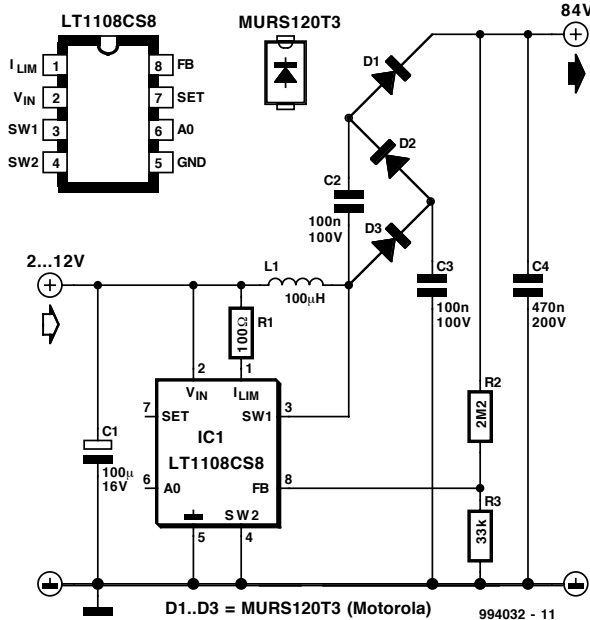 LT1108CS8
MURS120T3
84V
I LIM 1
8 FB
V IN 2
7 SET
SW1 3
6 A0
SW2 4
5 GND
D1
D2
C2
100n
100V
D3
2...12V
L1
100µH
C3
100n
100V
C4
470n
200V
100Ω
R1
2
1
V IN
I LIM
7
SET
SW1
3
IC1
LT1108CS8
R2
2M2
C1
100µ
16V
6
A0
FB
8
SW2
R3
33k
5
4
D1..D3 = MURS120T3 (Motorola)
994032 - 11